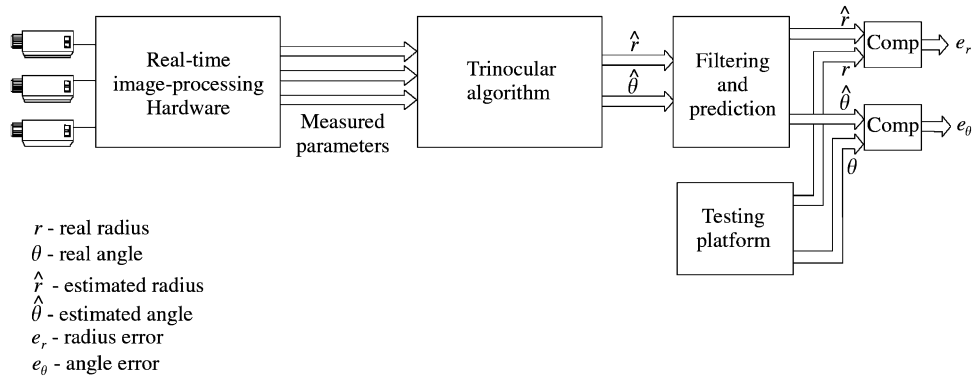 Real-time
image-processing
Hardware
Measured
parameters
Trinocular
algorithm
r̂
θ̂
Filtering
and
prediction
r̂
r
Comp
e_r
θ̂
θ
Comp
e_θ
Testing
platform
r - real radius
θ - real angle
r̂ - estimated radius
θ̂ - estimated angle
e_r - radius error
e_θ - angle error